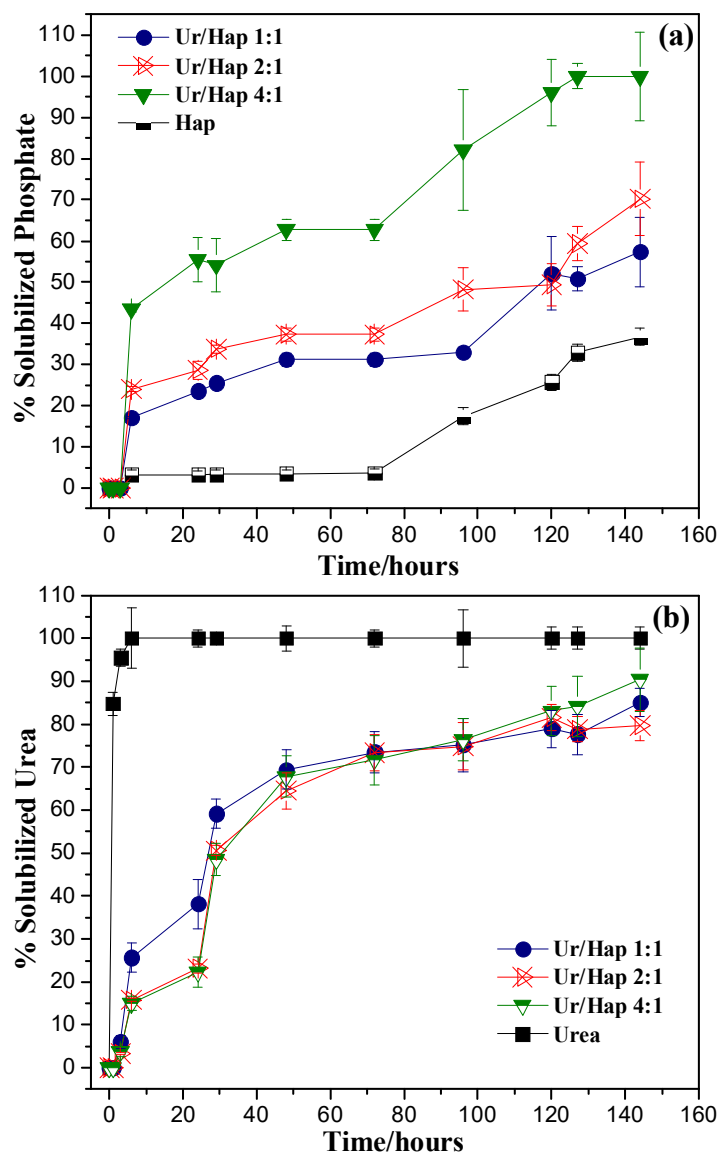 (a)
Ur/Hap 1:1
Ur/Hap 2:1
Ur/Hap 4:1
Hap
% Solubilized Phosphate
110
100
90
80
70
60
50
40
30
20
10
0
0 20 40 60 80 100 120 140 160
Time/hours
(b)
% Solubilized Urea
110
100
90
80
70
60
50
40
30
20
10
0
Ur/Hap 1:1
Ur/Hap 2:1
Ur/Hap 4:1
Urea
0 20 40 60 80 100 120 140 160
Time/hours